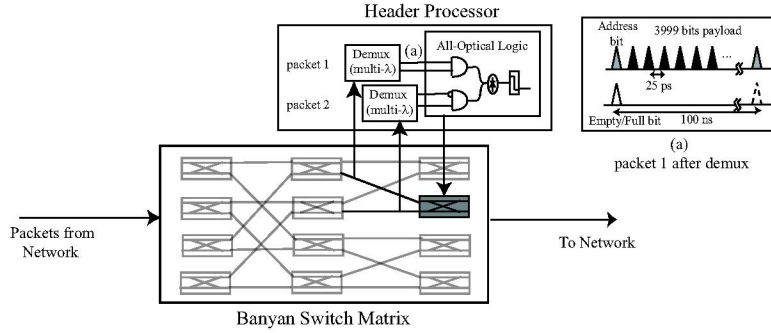 Header Processor
(a)
All-Optical Logic
packet 1
Demux
(multi-λ)
packet 2
Demux
(multi-λ)
Address
bit
3999 bits payload
...
25 ps
100 ns
Empty/Full bit
(a)
packet 1 after demux
Packets from
Network
To Network
Banyan Switch Matrix